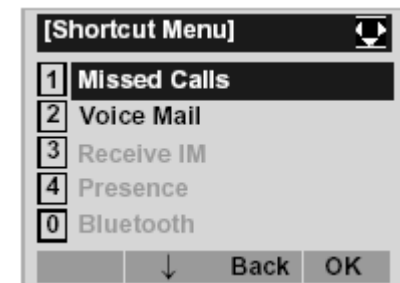 [Shortcut Menu]
1 Missed Calls
2 Voice Mail
3 Receive IM
4 Presence
0 Bluetooth
↓ Back OK